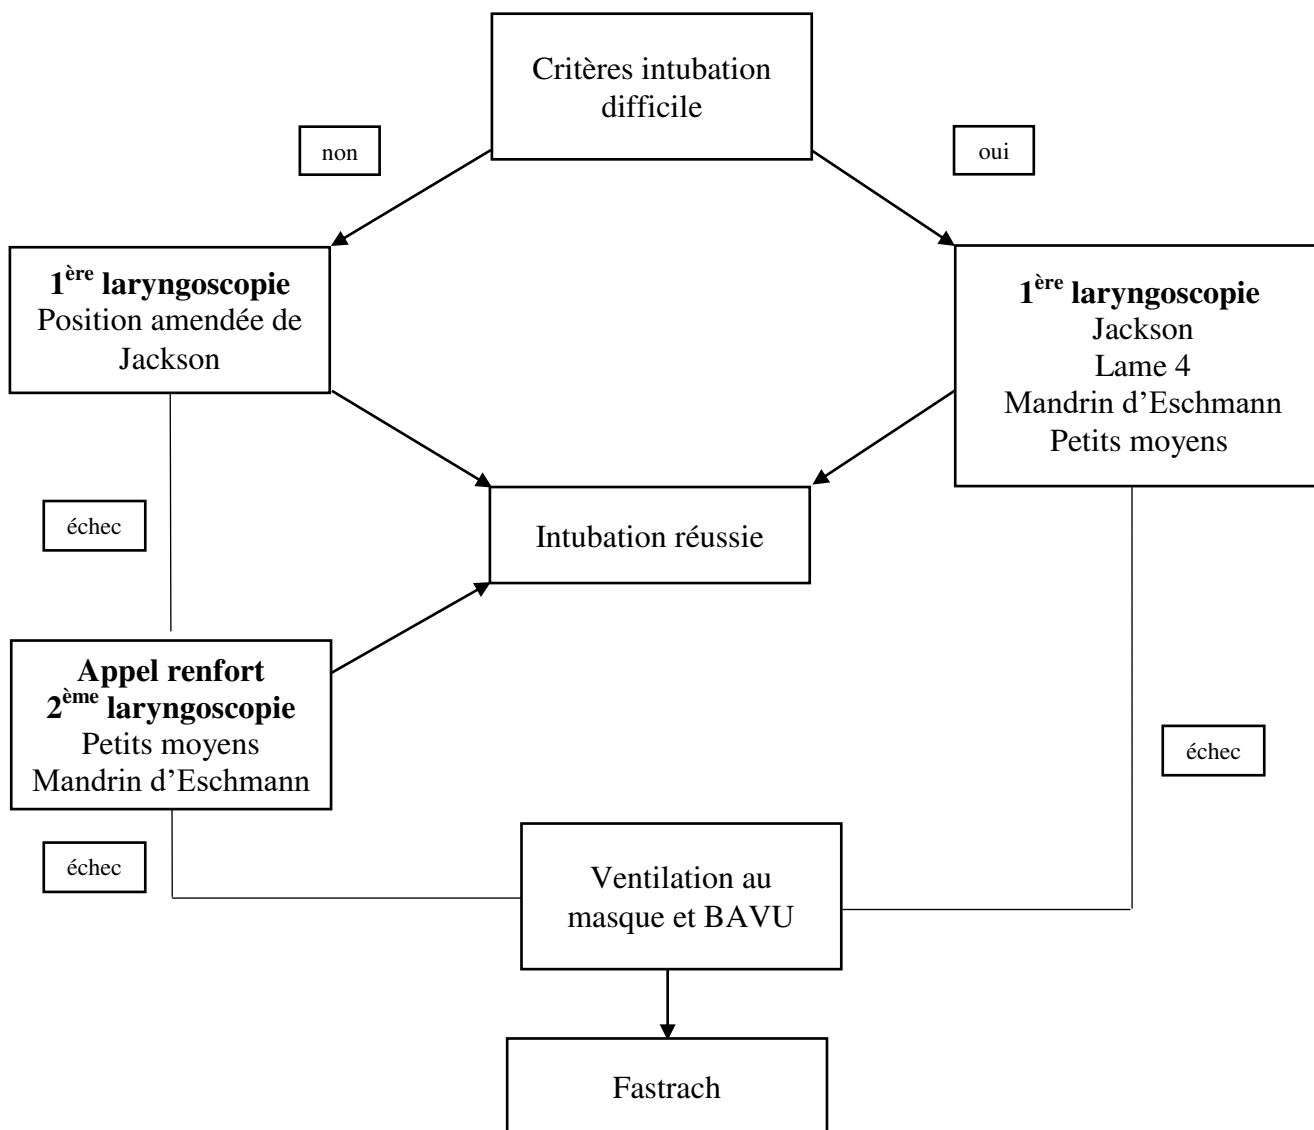 Critères intubation
difficile
non
oui
1ère laryngoscopie
Position amendée de
Jackson
1ère laryngoscopie
Jackson
Lame 4
Mandrin d’Eschmann
Petits moyens
échec
Intubation réussie
Appel renfort
2ème laryngoscopie
Petits moyens
Mandrin d’Eschmann
échec
échec
Ventilation au
masque et BAVU
Fastrach